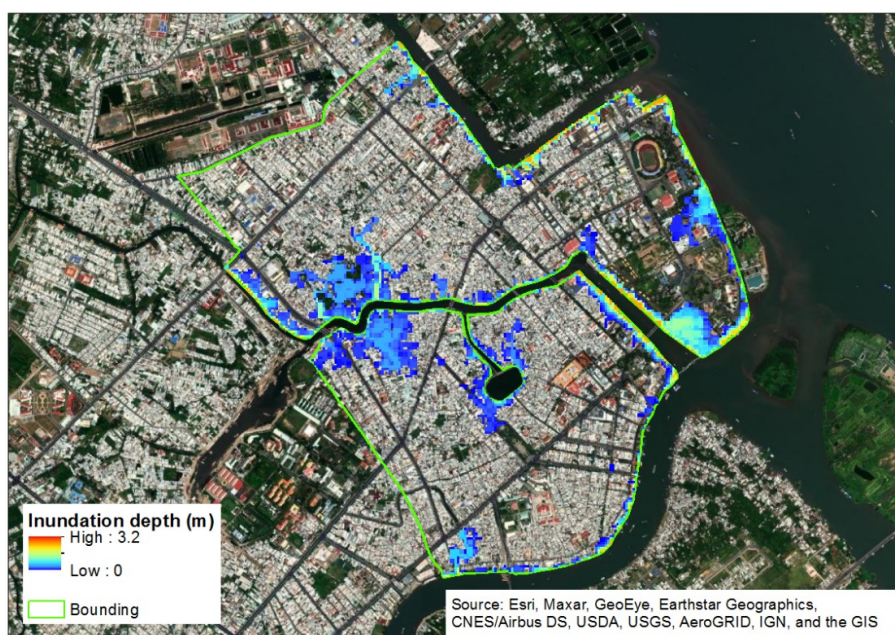 Inundation depth (m)
High : 3.2
Low : 0
Bounding
Source: Esri, Maxar, GeoEye, Earthstar Geographics,
CNES/Airbus DS, USDA, USGS, AeroGRID, IGN, and the GIS